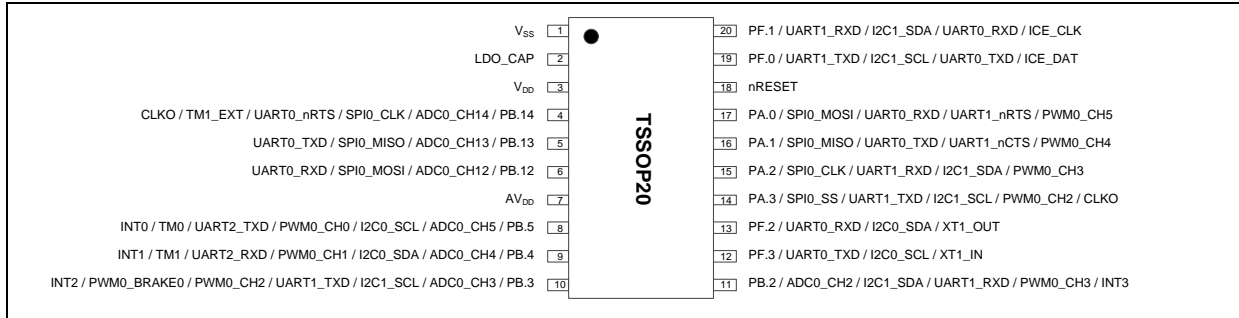 V_SS 1
LDO_CAP 2
V_DD 3
CLKO / TM1_EXT / UART0_nRTS / SPI0_CLK / ADC0_CH14 / PB.14 4
UART0_TXD / SPI0_MISO / ADC0_CH13 / PB.13 5
UART0_RXD / SPI0_MOSI / ADC0_CH12 / PB.12 6
AV_DD 7
INT0 / TM0 / UART2_TXD / PWM0_CH0 / I2C0_SCL / ADC0_CH5 / PB.5 8
INT1 / TM1 / UART2_RXD / PWM0_CH1 / I2C0_SDA / ADC0_CH4 / PB.4 9
INT2 / PWM0_BRAKE0 / PWM0_CH2 / UART1_TXD / I2C1_SCL / ADC0_CH3 / PB.3 10
TSSOP20
20 PF.1 / UART1_RXD / I2C1_SDA / UART0_RXD / ICE_CLK
19 PF.0 / UART1_TXD / I2C1_SCL / UART0_TXD / ICE_DAT
18 nRESET
17 PA.0 / SPI0_MOSI / UART0_RXD / UART1_nRTS / PWM0_CH5
16 PA.1 / SPI0_MISO / UART0_TXD / UART1_nCTS / PWM0_CH4
15 PA.2 / SPI0_CLK / UART1_RXD / I2C1_SDA / PWM0_CH3
14 PA.3 / SPI0_SS / UART1_TXD / I2C1_SCL / PWM0_CH2 / CLKO
13 PF.2 / UART0_RXD / I2C0_SDA / XT1_OUT
12 PF.3 / UART0_TXD / I2C0_SCL / XT1_IN
11 PB.2 / ADC0_CH2 / I2C1_SDA / UART1_RXD / PWM0_CH3 / INT3